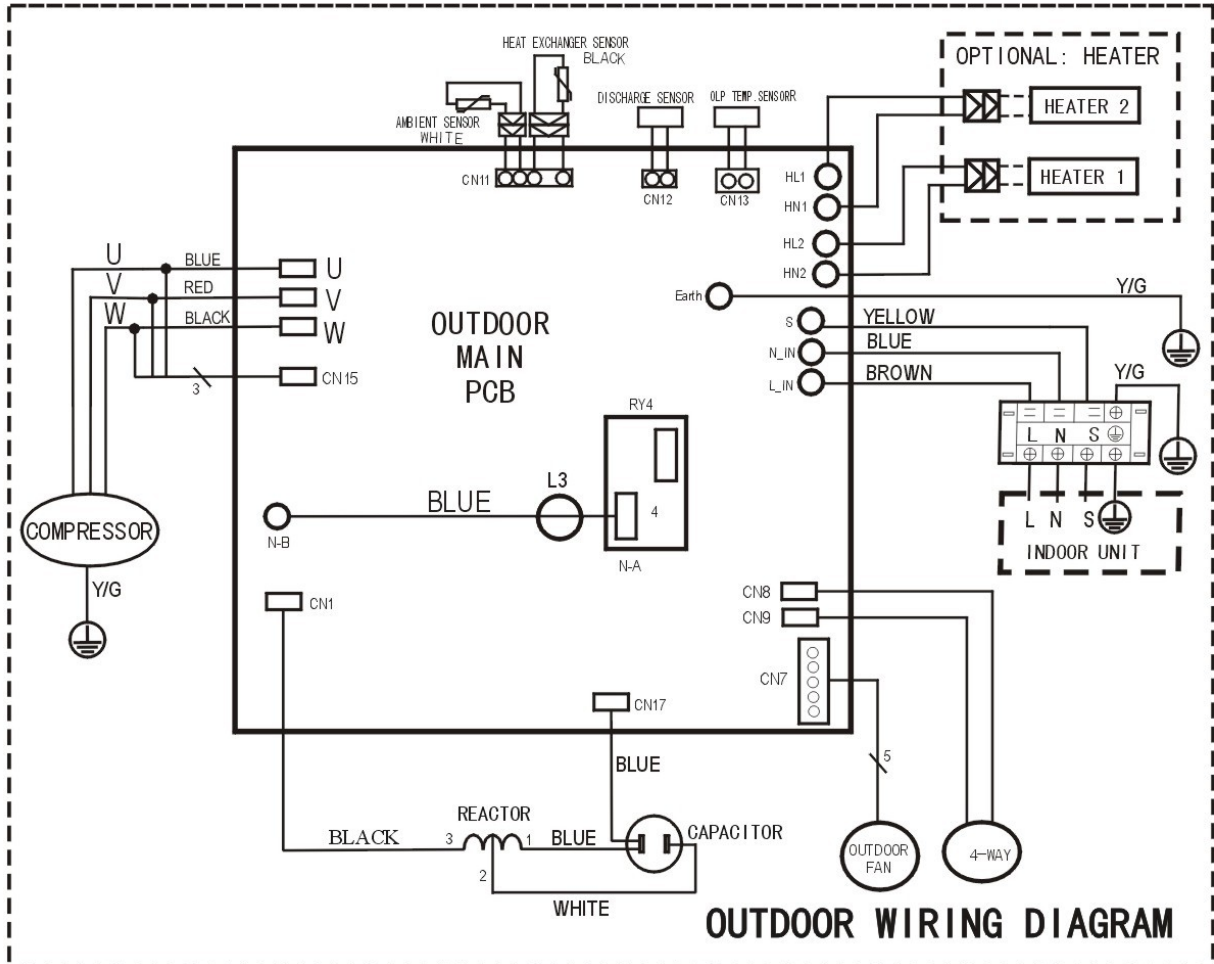 HEAT EXCHANGER SENSOR
BLACK
OPTIONAL: HEATER
DISCHARGE SENSOR
OLP TEMP.SENSORR
HEATER 2
AMBIENT SENSOR
WHITE
CN11
CN12
CN13
HL1
HEATER 1
HN1
HL2
HN2
U
BLUE
U
V
RED
V
W
BLACK
W
Earth
Y/G
OUTDOOR
MAIN
PCB
S
YELLOW
N_IN
BLUE
L_IN
BROWN
Y/G
3
CN15
RY4
L N S
BLUE
L3
4
N-B
N-A
L N S
INDOOR UNIT
COMPRESSOR
Y/G
CN1
CN8
CN9
CN7
CN17
5
BLUE
REACTOR
BLACK
3
1
BLUE
CAPACITOR
2
WHITE
OUTDOOR
FAN
4-WAY
OUTDOOR WIRING DIAGRAM